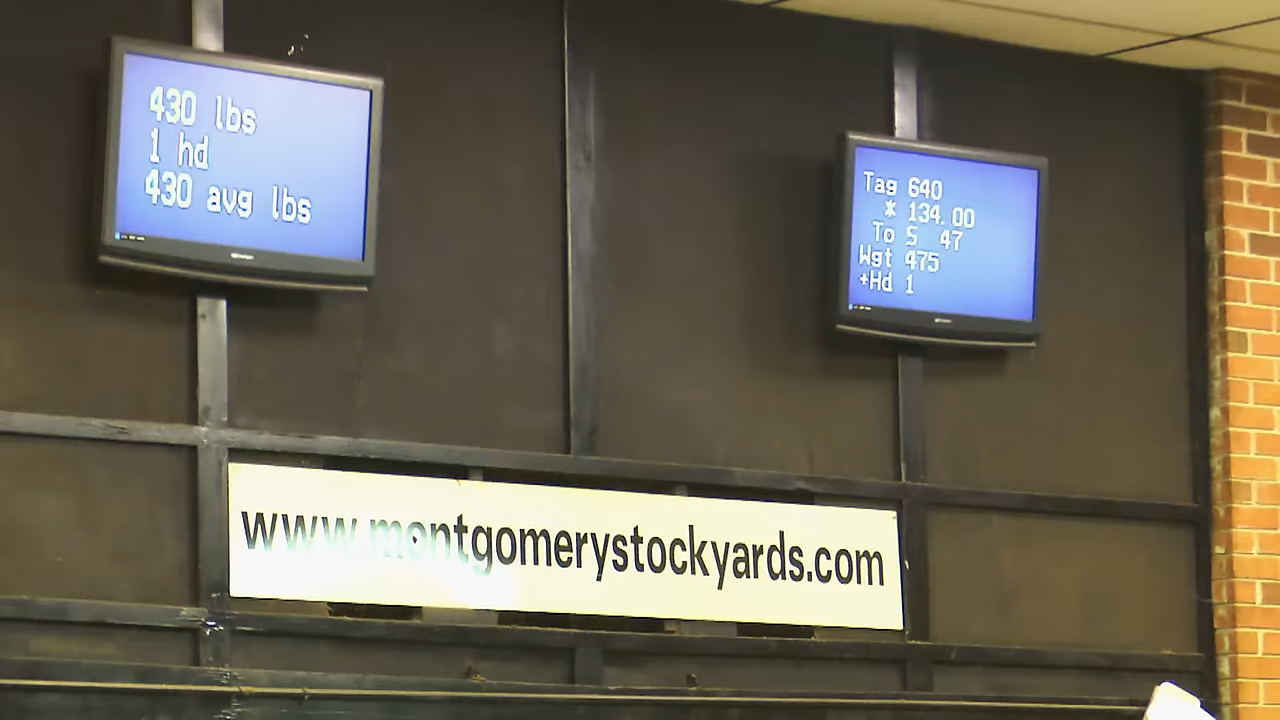 430 lbs
1 hd
430 avg lbs
Tag 640
* 134.00
To S 47
Wgt 475
+Hd 1
www.montgomerystockyards.com